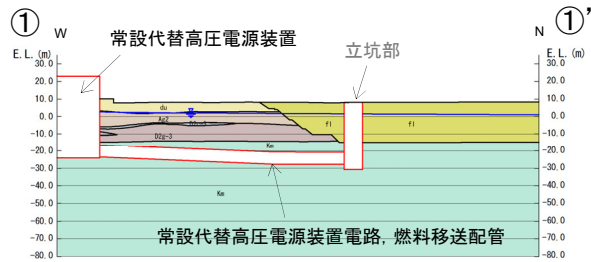 ① ①’
W N
常設代替高圧電源装置
立坑部
E.L.(m) E.L.(m)
30.0 30.0
20.0 20.0
10.0 10.0
0.0 0.0
-10.0 -10.0
-20.0 -20.0
-30.0 -30.0
-40.0 -40.0
-50.0 -50.0
-60.0 -60.0
-70.0 -70.0
-80.0 -80.0
du
Ag2
fl fl
D2g-3
Km
Km
常設代替高圧電源装置電路，燃料移送配管